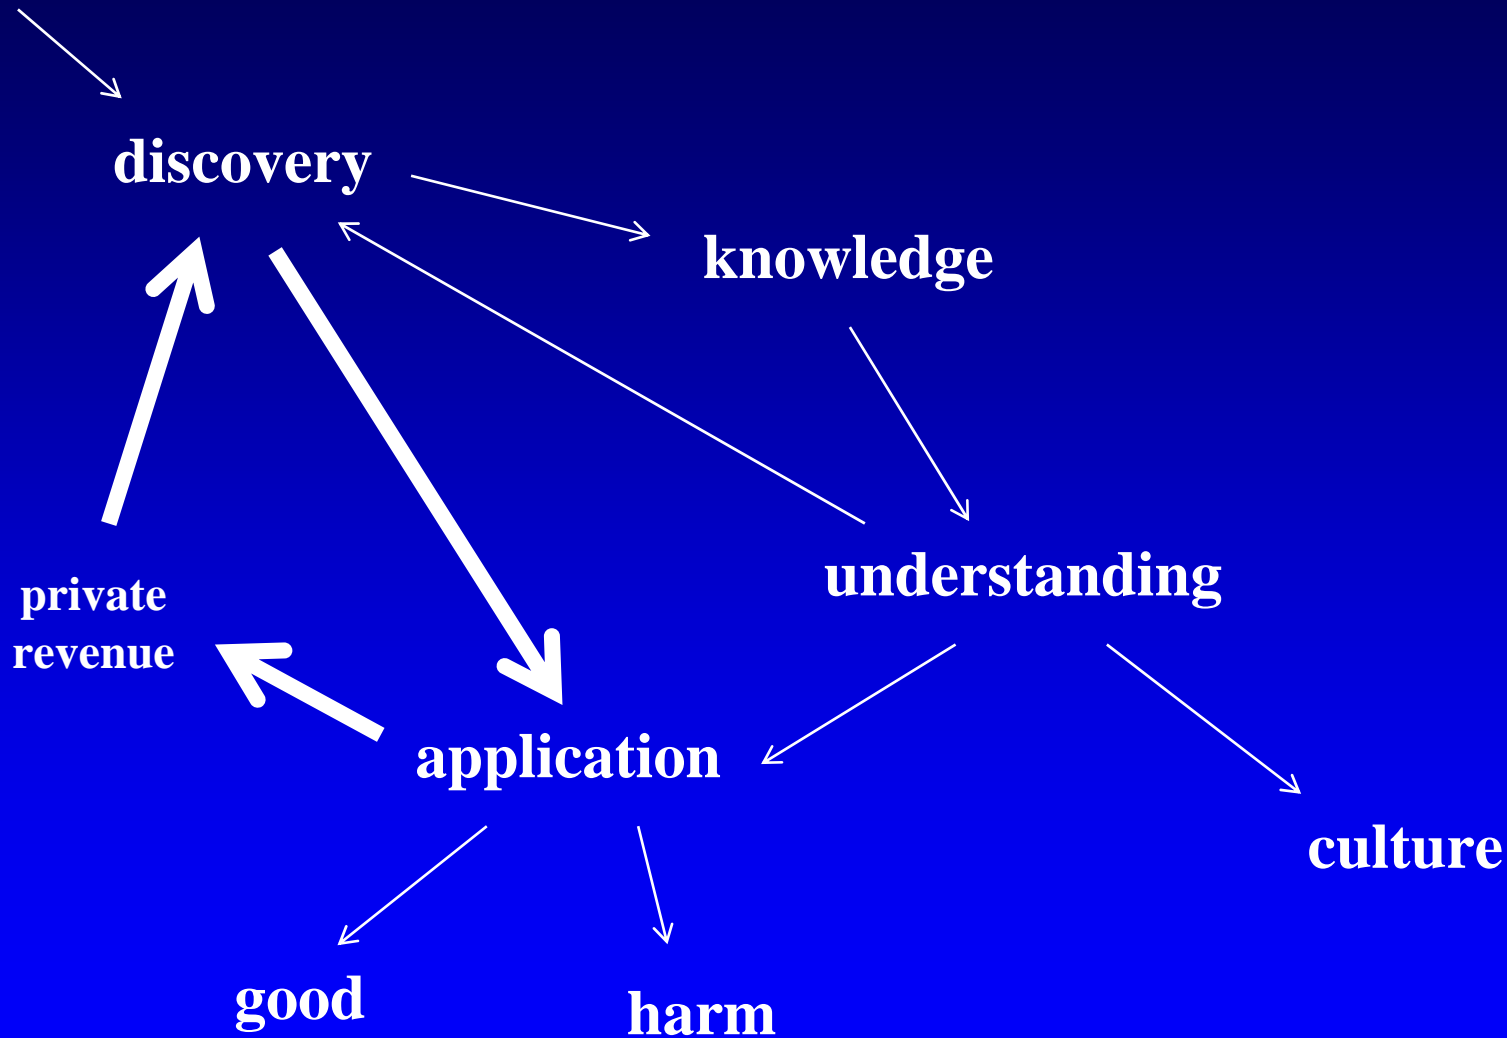 discovery
knowledge
understanding
private
revenue
application
culture
good
harm